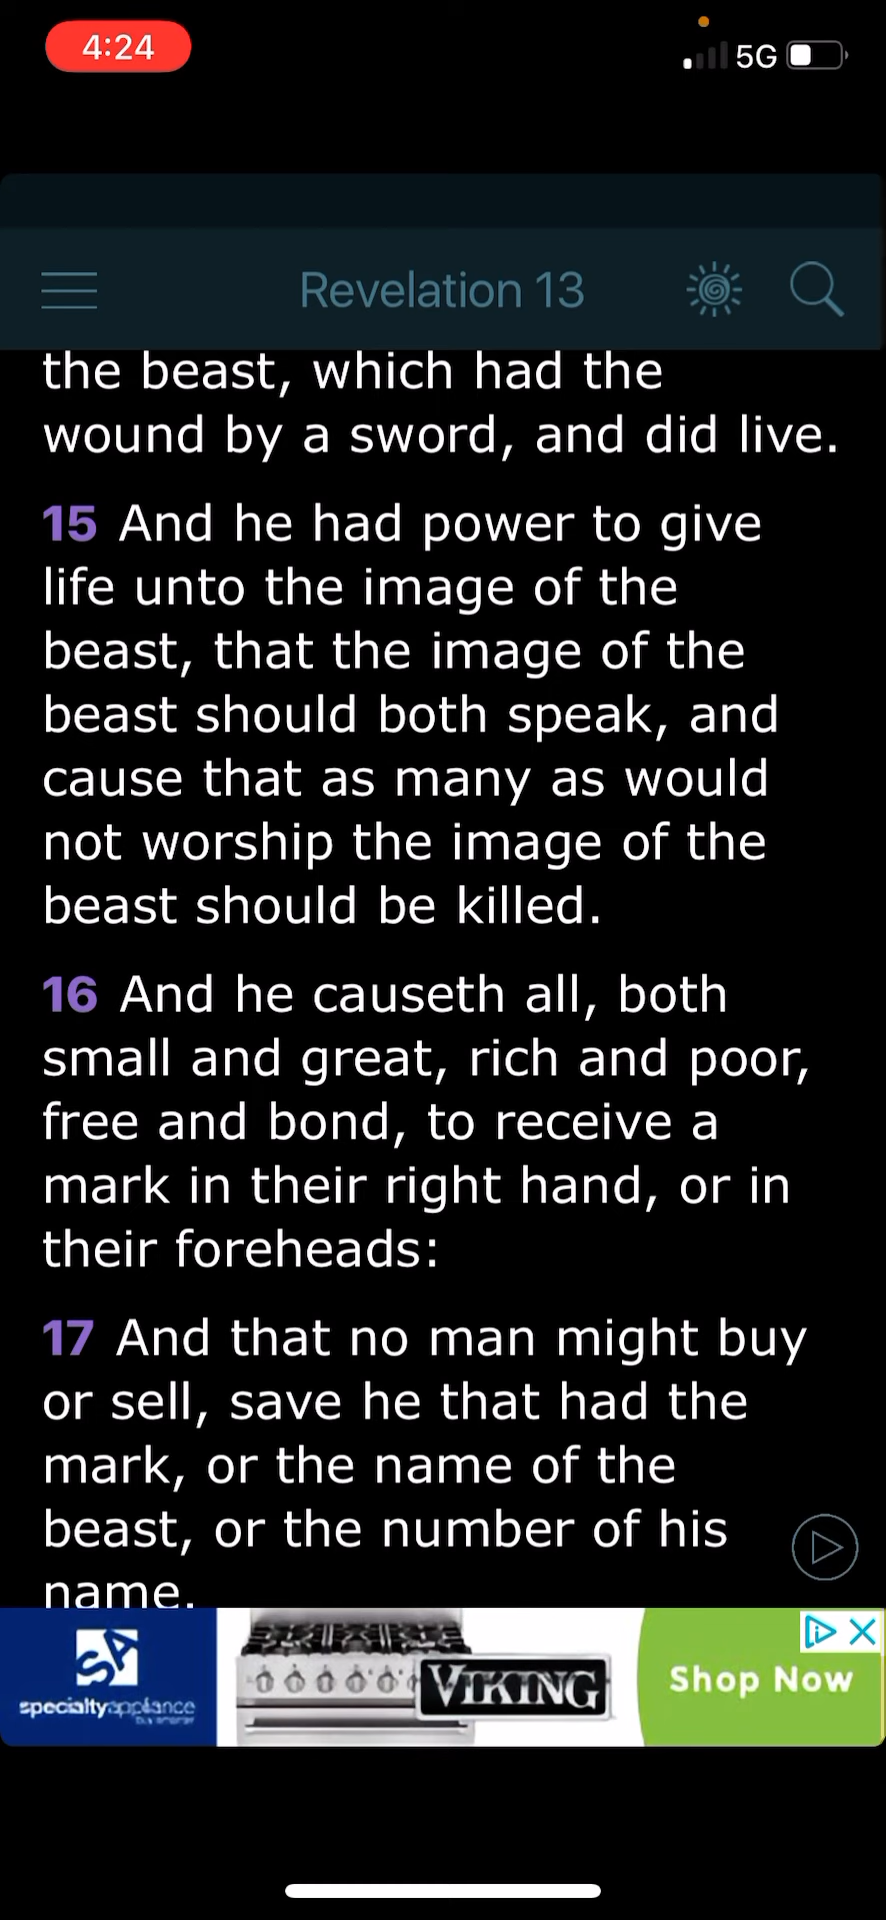 4:24
5G
Revelation 13
the beast, which had the
wound by a sword, and did live.
15 And he had power to give
life unto the image of the
beast, that the image of the
beast should both speak, and
cause that as many as would
not worship the image of the
beast should be killed.
16 And he causeth all, both
small and great, rich and poor,
free and bond, to receive a
mark in their right hand, or in
their foreheads:
17 And that no man might buy
or sell, save he that had the
mark, or the name of the
beast, or the number of his
name.
SA
specialtyappliance
VIKING
Shop Now